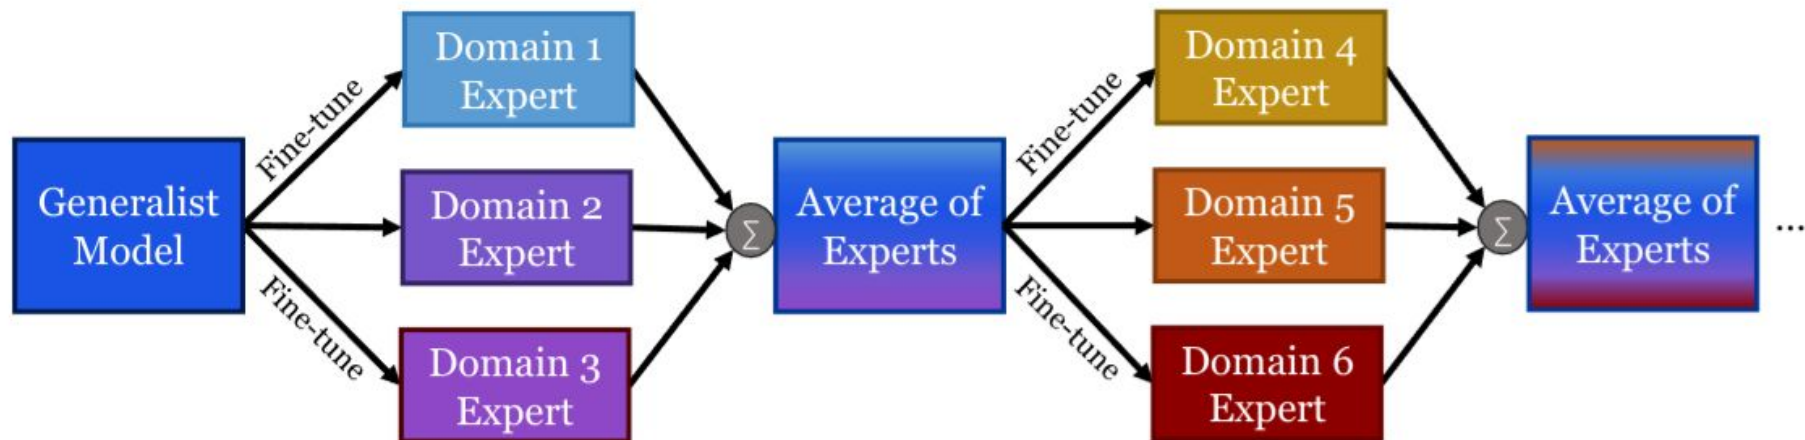 Generalist
Model
Fine-tune
Fine-tune
Domain 1
Expert
Domain 2
Expert
Domain 3
Expert
∑
Average of
Experts
Fine-tune
Fine-tune
Domain 4
Expert
Domain 5
Expert
Domain 6
Expert
∑
Average of
Experts
...